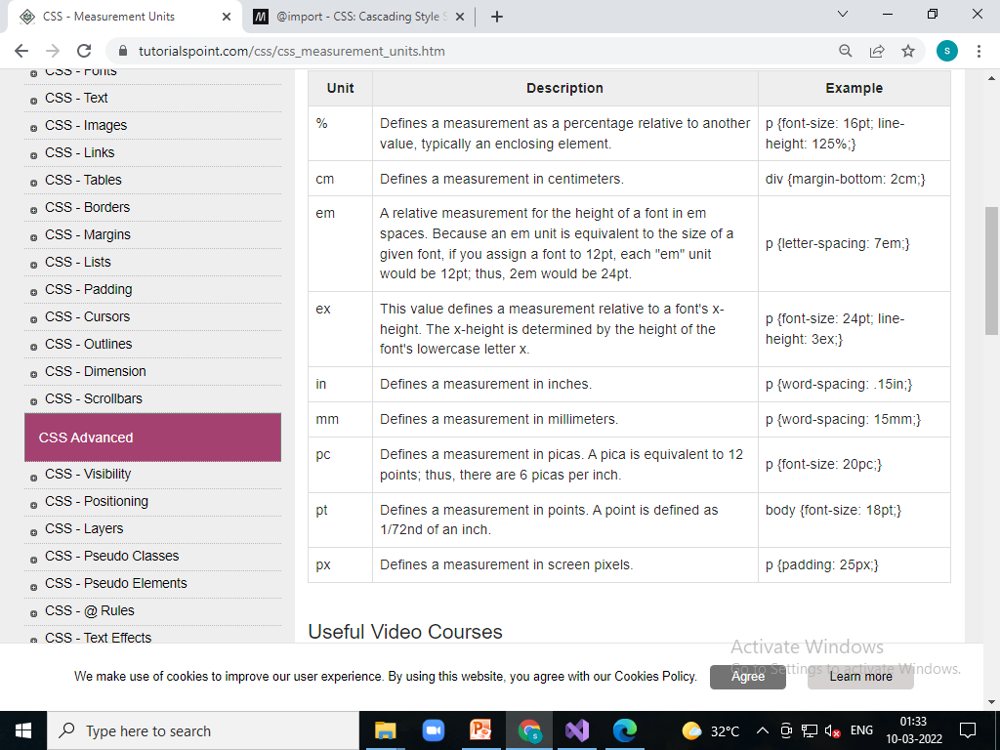 CSS - Measurement Units
@import - CSS: Cascading Style S
tutorialspoint.com/css/css_measurement_units.htm
s
CSS - Fonts
CSS - Text
CSS - Images
CSS - Links
CSS - Tables
CSS - Borders
CSS - Margins
CSS - Lists
CSS - Padding
CSS - Cursors
CSS - Outlines
CSS - Dimension
CSS - Scrollbars
CSS Advanced
CSS - Visibility
CSS - Positioning
CSS - Layers
CSS - Pseudo Classes
CSS - Pseudo Elements
CSS - @ Rules
CSS - Text Effects
Unit Description Example
% Defines a measurement as a percentage relative to another p {font-size: 16pt; line-
value, typically an enclosing element. height: 125%;}
cm Defines a measurement in centimeters. div {margin-bottom: 2cm;}
em A relative measurement for the height of a font in em
spaces. Because an em unit is equivalent to the size of a
p {letter-spacing: 7em;}
given font, if you assign a font to 12pt, each "em" unit
would be 12pt; thus, 2em would be 24pt.
ex This value defines a measurement relative to a font's x-
p {font-size: 24pt; line-
height. The x-height is determined by the height of the
height: 3ex;}
font's lowercase letter x.
in Defines a measurement in inches. p {word-spacing: .15in;}
mm Defines a measurement in millimeters. p {word-spacing: 15mm;}
pc Defines a measurement in picas. A pica is equivalent to 12
p {font-size: 20pc;}
points; thus, there are 6 picas per inch.
pt Defines a measurement in points. A point is defined as body {font-size: 18pt;}
1/72nd of an inch.
px Defines a measurement in screen pixels. p {padding: 25px;}
Useful Video Courses
Activate Windows
Go to Settings to activate Windows.
We make use of cookies to improve our user experience. By using this website, you agree with our Cookies Policy. Agree Learn more
Type here to search
32°C
ENG
01:33
10-03-2022